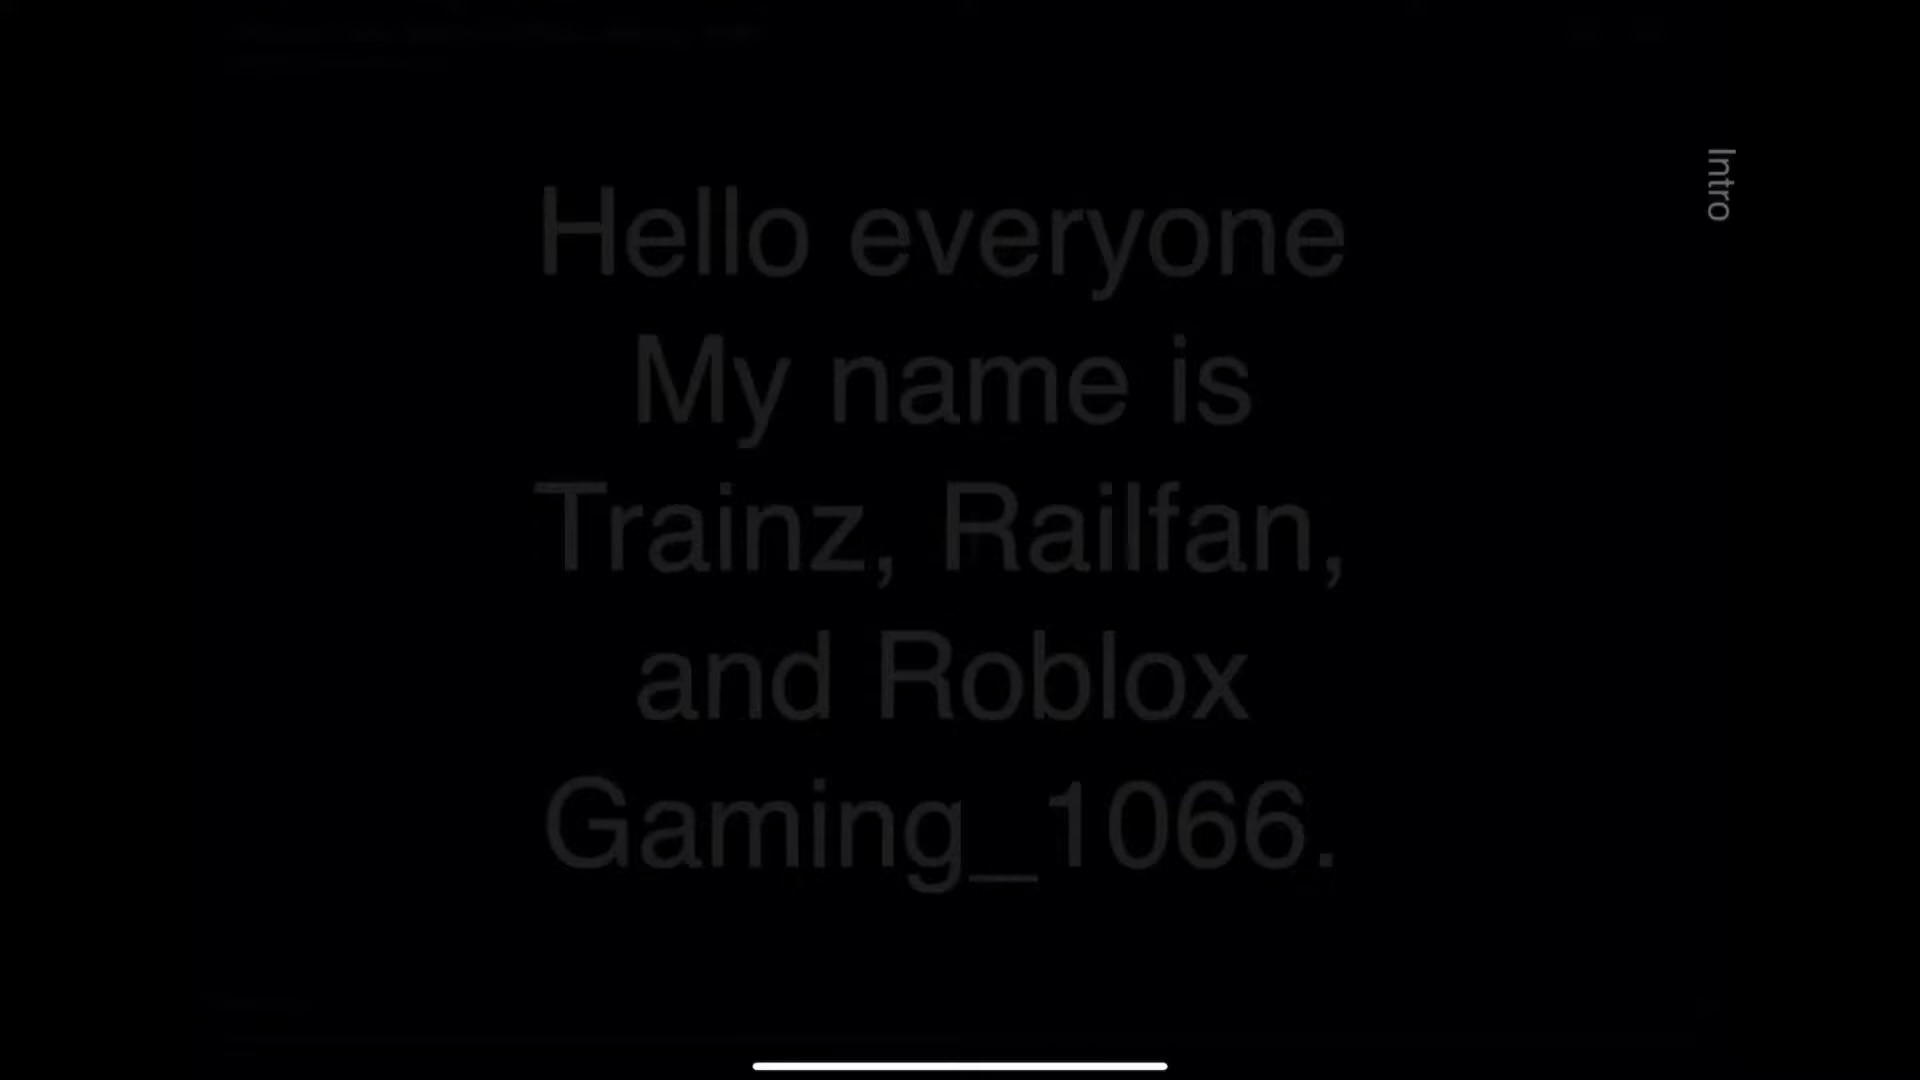 Hello everyone
My name is
Trainz, Railfan,
and Roblox
Gaming_1066.
Intro